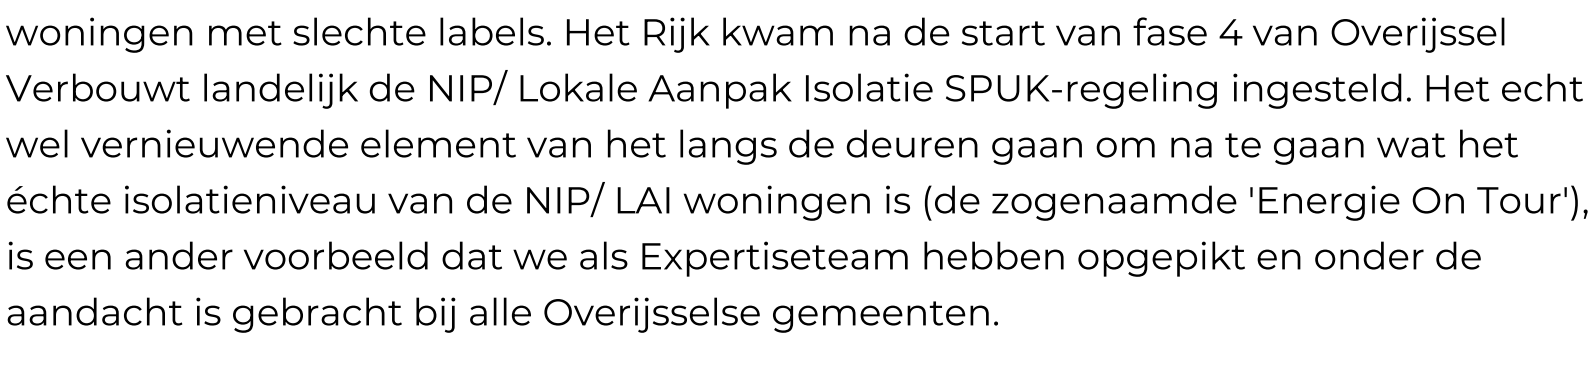 woningen met slechte labels. Het Rijk kwam na de start van fase 4 van Overijssel
Verbouwt landelijk de NIP/ Lokale Aanpak Isolatie SPUK-regeling ingesteld. Het echt
wel vernieuwende element van het langs de deuren gaan om na te gaan wat het
échte isolatieniveau van de NIP/ LAI woningen is (de zogenaamde 'Energie On Tour'),
is een ander voorbeeld dat we als Expertiseteam hebben opgepikt en onder de
aandacht is gebracht bij alle Overijsselse gemeenten.